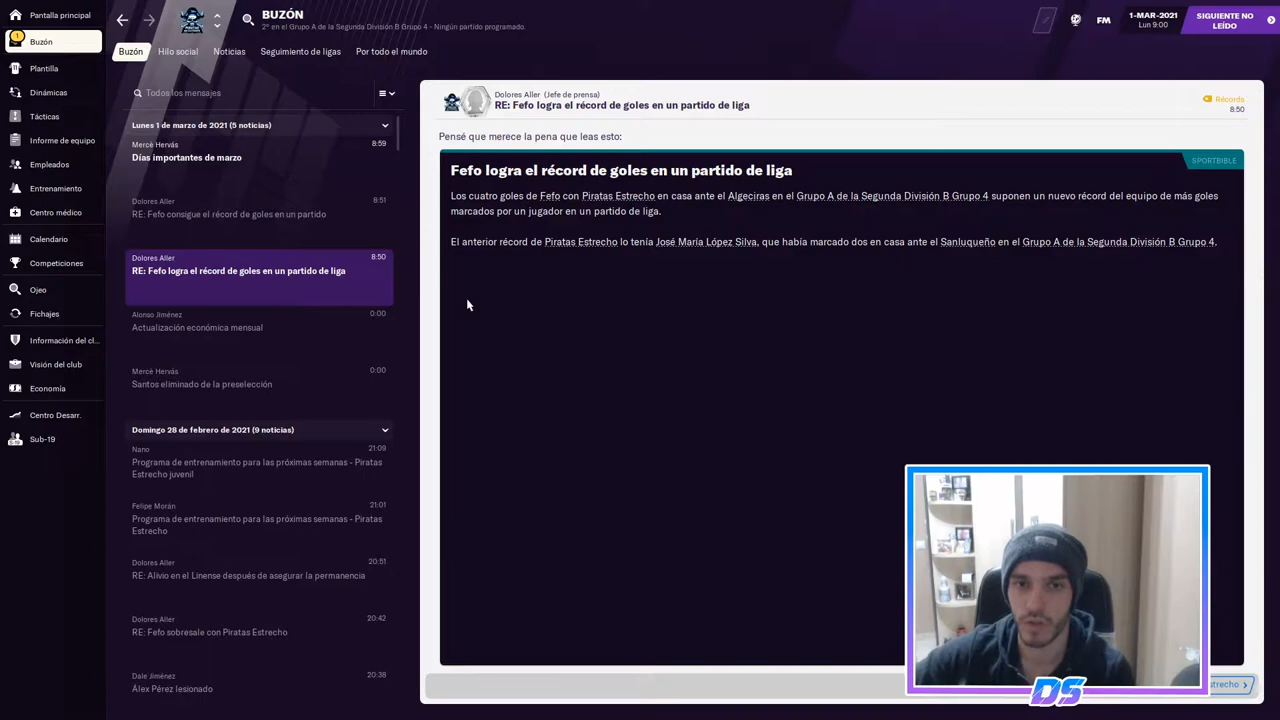 Pantalla principal
1
Buzón
Plantilla
Dinámicas
Tácticas
Informe de equipo
Empleados
Entrenamiento
Centro médico
Calendario
Competiciones
Ojeo
Fichajes
Información del cl...
Visión del club
Economía
Centro Desarr.
Sub-19
BUZÓN
2º en el Grupo A de la Segunda División B Grupo 4 - Ningún partido programado.
FM
1-MAR-2021
Lun 9:00
SIGUIENTE NO
LEÍDO
Buzón
Hilo social
Noticias
Seguimiento de ligas
Por todo el mundo
Todos los mensajes
Lunes 1 de marzo de 2021 (5 noticias)
Mercè Hervás
8:59
Días importantes de marzo
Dolores Aller
8:51
RE: Fefo consigue el récord de goles en un partido
Dolores Aller
8:50
RE: Fefo logra el récord de goles en un partido de liga
Alonso Jiménez
0:00
Actualización económica mensual
Mercè Hervás
0:00
Santos eliminado de la preselección
Domingo 28 de febrero de 2021 (9 noticias)
Nano
21:09
Programa de entrenamiento para las próximas semanas - Piratas
Estrecho juvenil
Felipe Morán
21:01
Programa de entrenamiento para las próximas semanas - Piratas
Estrecho
Dolores Aller
20:51
RE: Alivio en el Linense después de asegurar la permanencia
Dolores Aller
20:42
RE: Fefo sobresale con Piratas Estrecho
Dale Jiménez
20:38
Álex Pérez lesionado
Dolores Aller (Jefe de prensa)
RE: Fefo logra el récord de goles en un partido de liga
Récords
8:50
Pensé que merece la pena que leas esto:
SPORTBIBLE
Fefo logra el récord de goles en un partido de liga
Los cuatro goles de Fefo con Piratas Estrecho en casa ante el Algeciras en el Grupo A de la Segunda División B Grupo 4 suponen un nuevo récord del equipo de más goles
marcados por un jugador en un partido de liga.
El anterior récord de Piratas Estrecho lo tenía José María López Silva, que había marcado dos en casa ante el Sanluqueño en el Grupo A de la Segunda División B Grupo 4.
strecho
DS